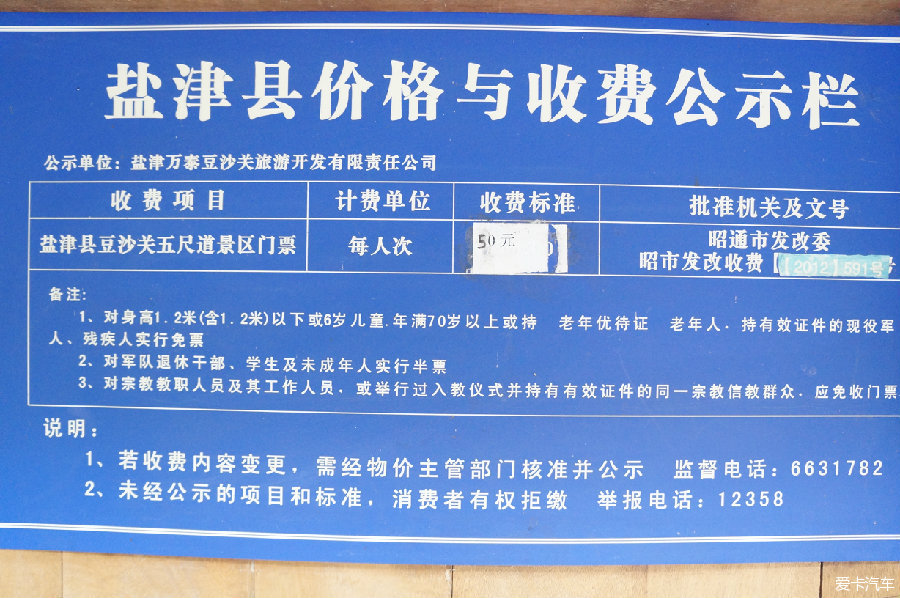 盐津县价格与收费公示栏
公示单位：盐津万泰豆沙关旅游开发有限责任公司
收费项目 计费单位 收费标准 批准机关及文号
盐津县豆沙关五尺道景区门票 每人次 50元 昭通市发改委
昭市发改收费【2012】591号
备注:
1、对身高1.2米(含1.2米)以下或6岁儿童.年满70岁以上或持 老年优待证 老年人.持有效证件的现役军
人、残疾人实行免票
2、对军队退休干部、学生及未成年人实行半票
3、对宗教教职人员及其工作人员，或举行过入教仪式并持有有效证件的同一宗教信教群众.应免收门票
说明：
1、若收费内容变更，需经物价主管部门核准并公示 监督电话：6631782
2、未经公示的项目和标准，消费者有权拒缴 举报电话：12358
爱卡汽车